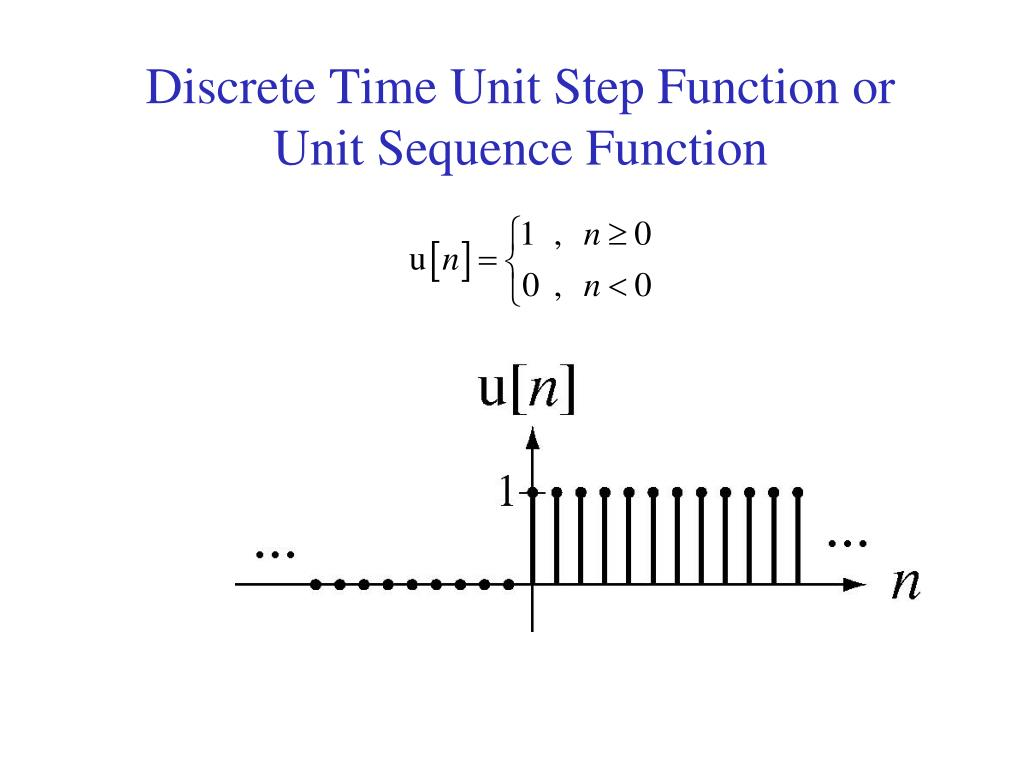 Discrete Time Unit Step Function or
Unit Sequence Function
u[n] = {1 , n ≥ 0
0 , n < 0
u[n]
1
...
...
n